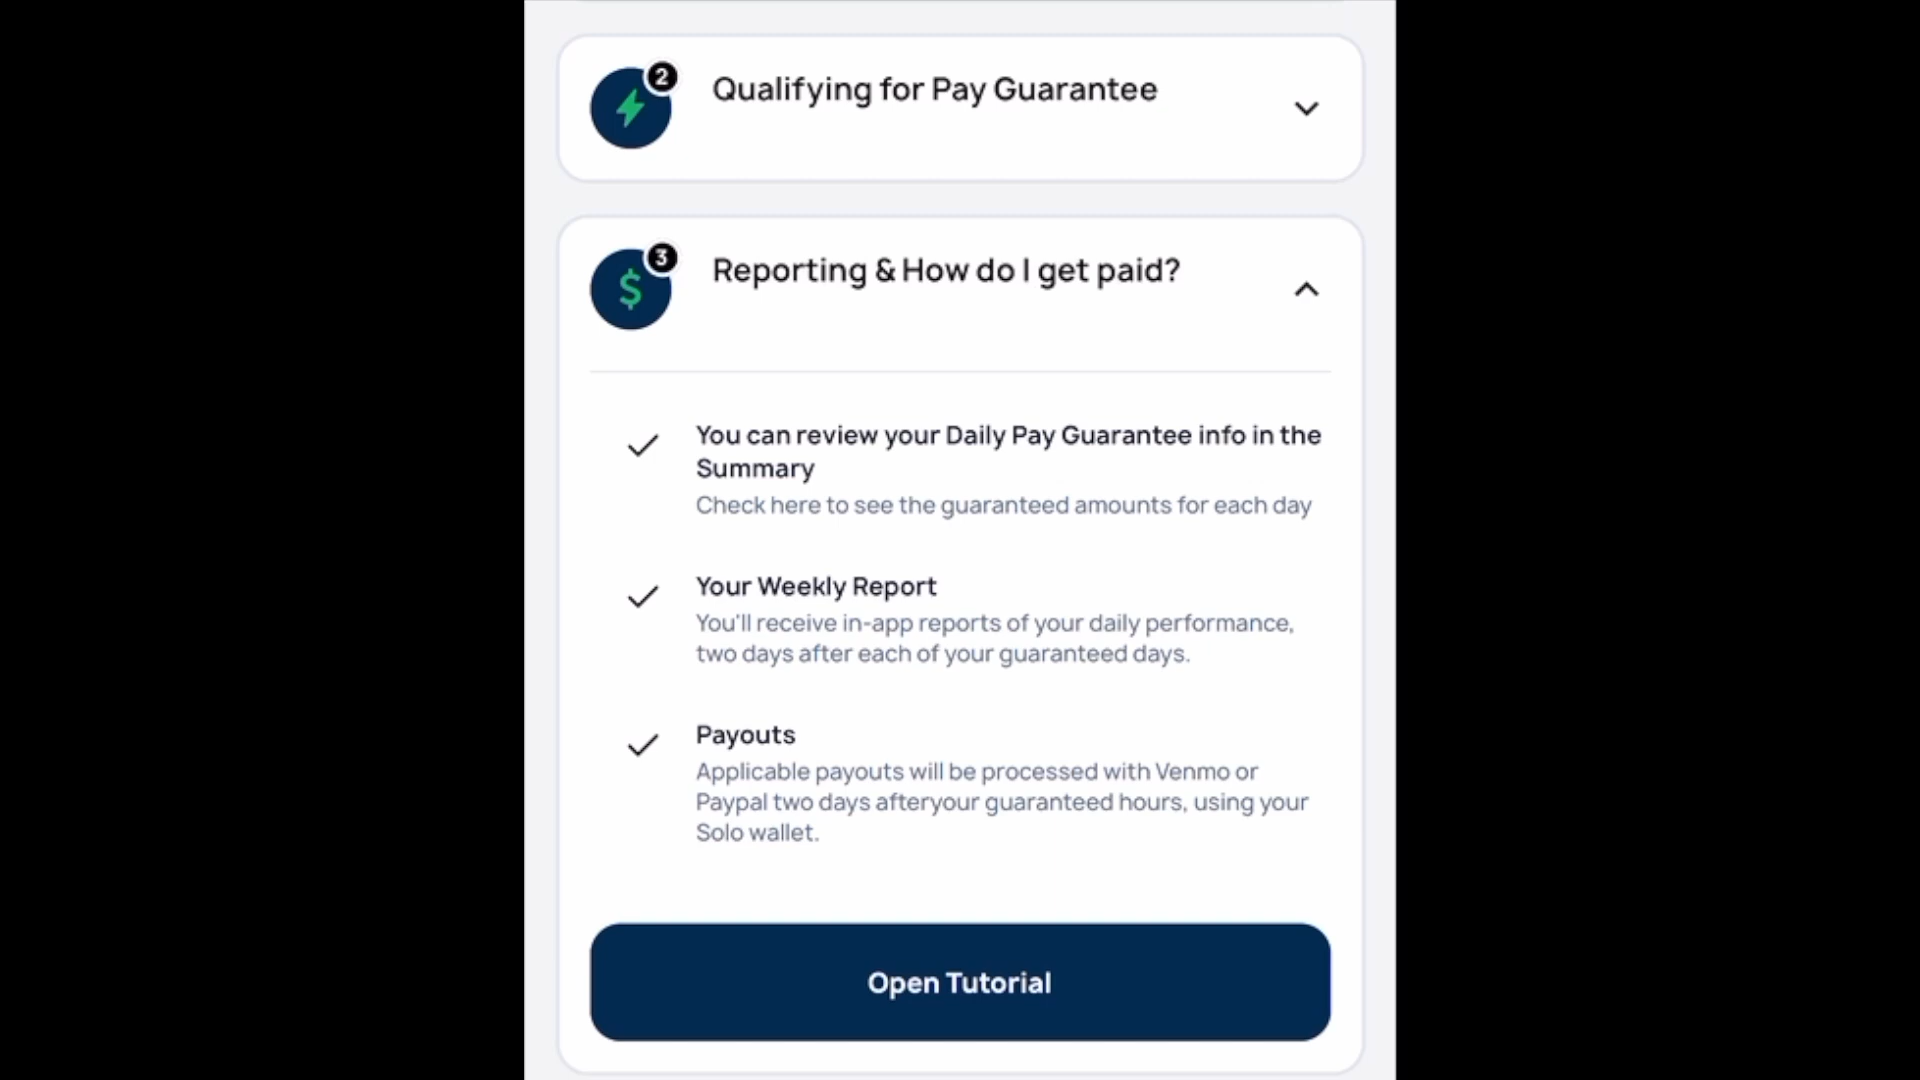 2
Qualifying for Pay Guarantee
3
Reporting & How do I get paid?
You can review your Daily Pay Guarantee info in the
Summary
Check here to see the guaranteed amounts for each day
Your Weekly Report
You'll receive in-app reports of your daily performance,
two days after each of your guaranteed days.
Payouts
Applicable payouts will be processed with Venmo or
Paypal two days afteryour guaranteed hours, using your
Solo wallet.
Open Tutorial